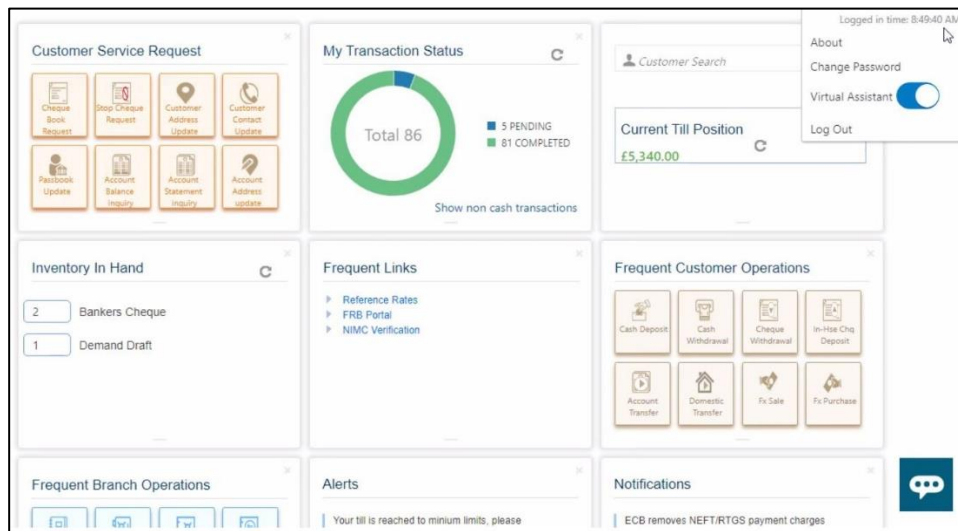 Logged in time: 8:49:40 AM
About
Change Password
Virtual Assistant
Log Out
Customer Service Request
Cheque
Book
Request
Stop Cheque
Request
Customer
Address
Update
Customer
Contact
Update
Passbook
Update
Account
Balance
Inquiry
Account
Statement
inquiry
Account
Address
update
My Transaction Status
Total 86
5 PENDING
81 COMPLETED
Show non cash transactions
Customer Search
Current Till Position
£5,340.00
Inventory In Hand
2 Bankers Cheque
1 Demand Draft
Frequent Links
Reference Rates
FRB Portal
NIMC Verification
Frequent Customer Operations
Cash Deposit
Cash
Withdrawal
Cheque
Withdrawal
In-Hse Chq
Deposit
Account
Transfer
Domestic
Transfer
Fx Sale
Fx Purchase
Frequent Branch Operations
Alerts
Your till is reached to minium limits, please
Notifications
ECB removes NEFT/RTGS payment charges